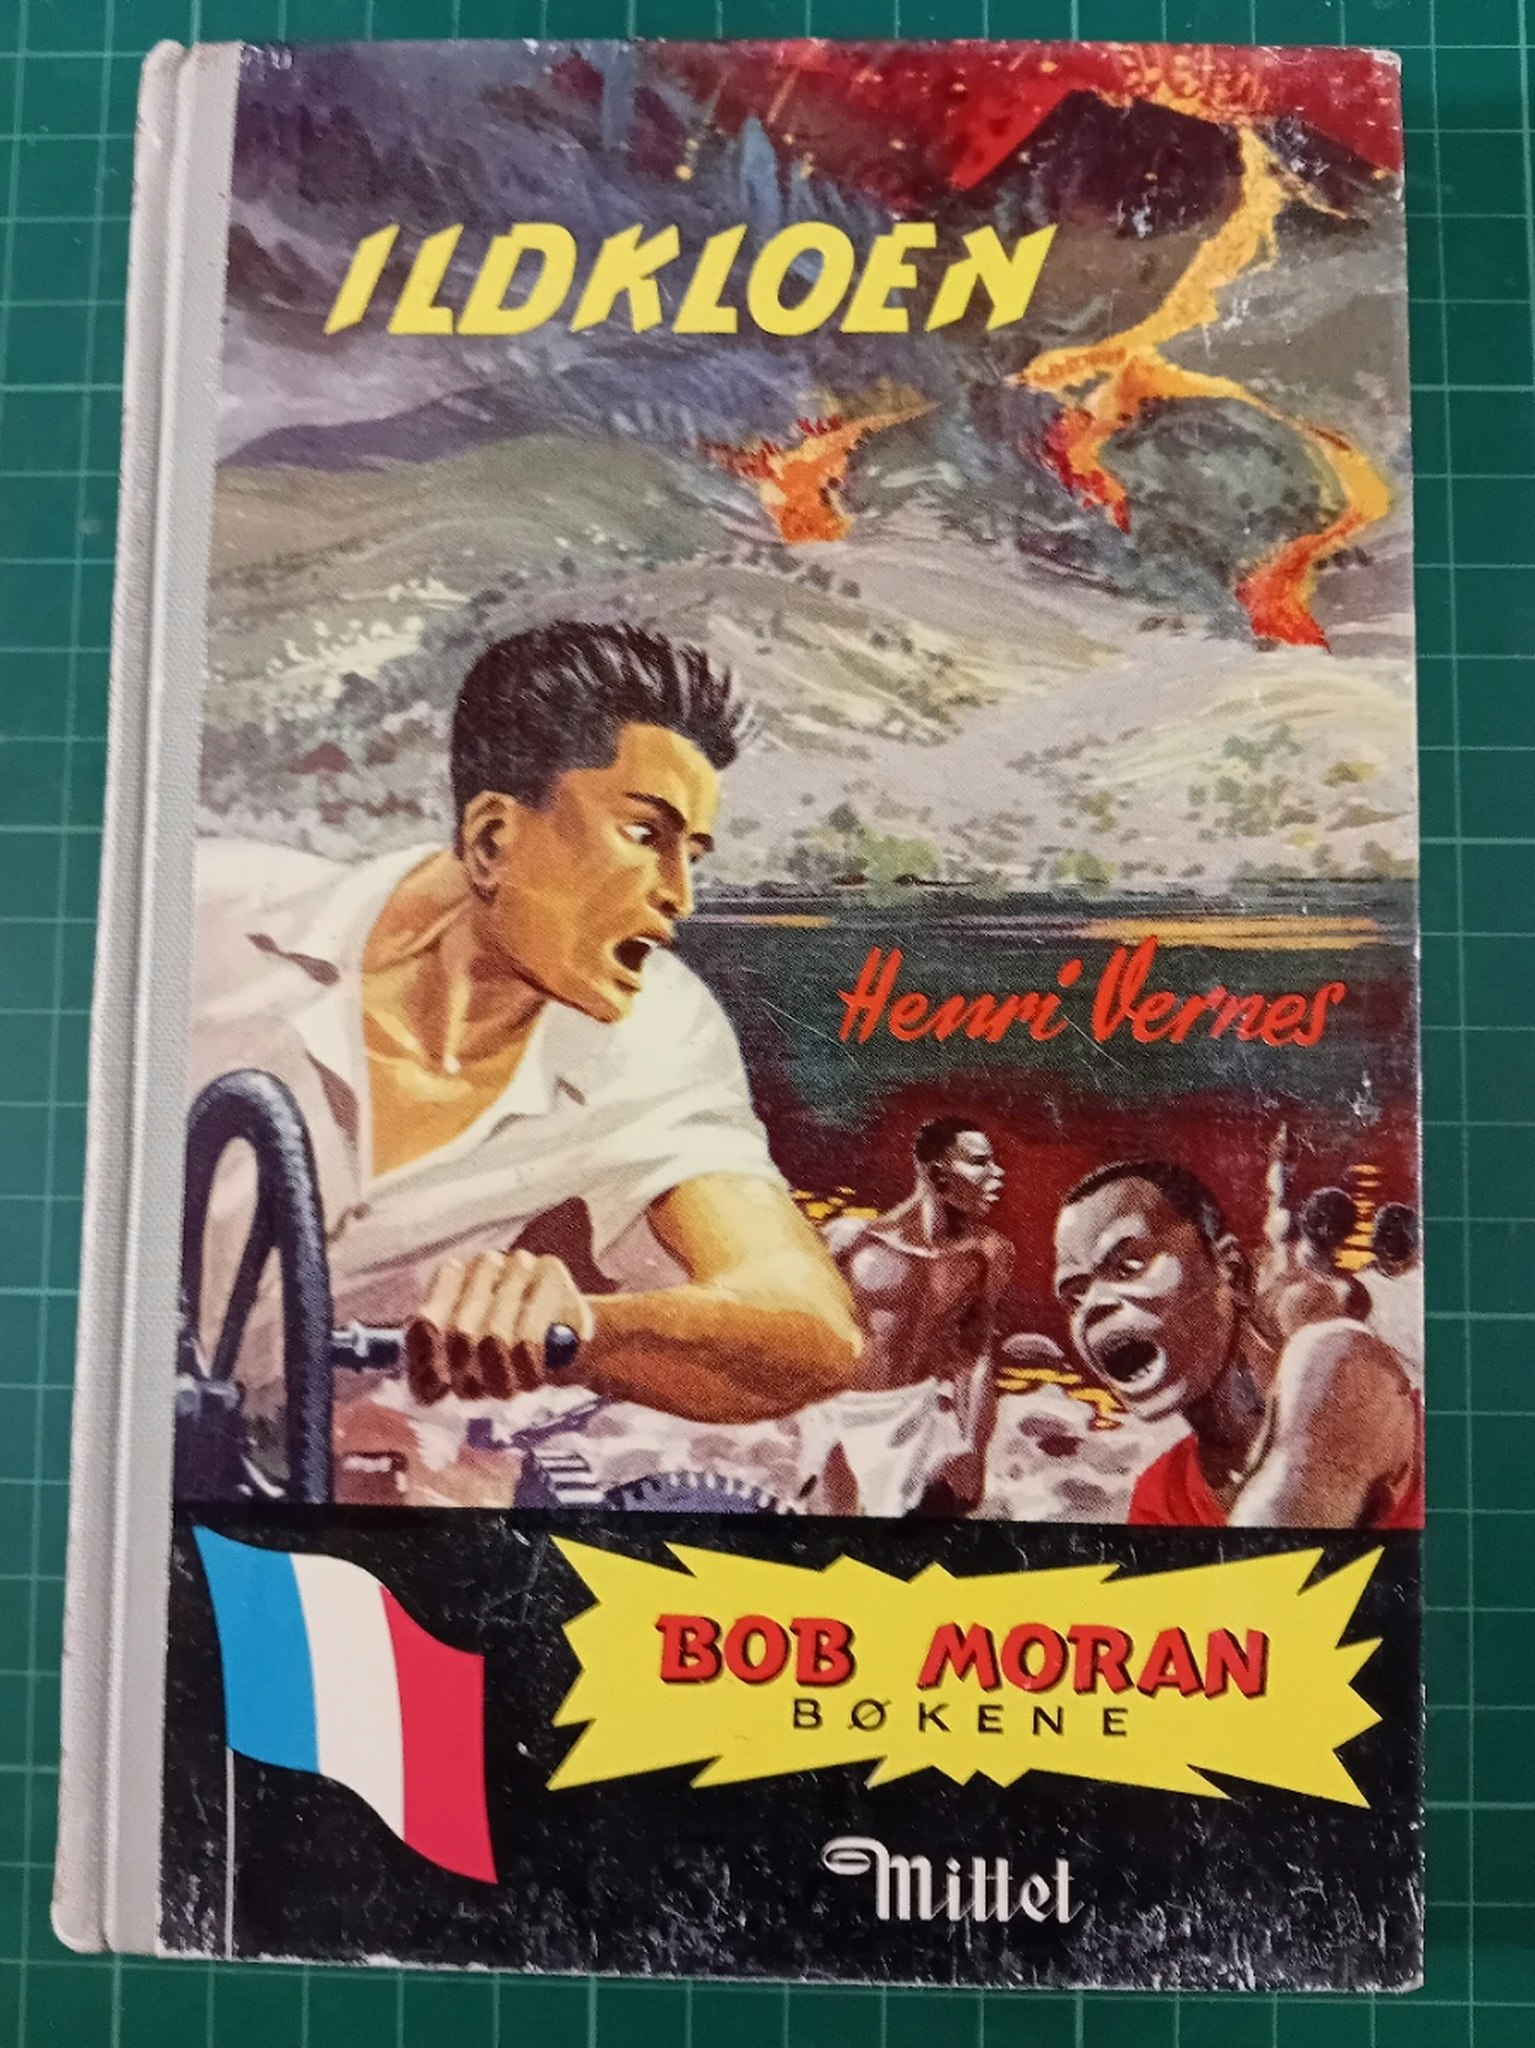 ILDKLOEN
Henri Vernes
BOB MORAN
BØKENE
Mittet